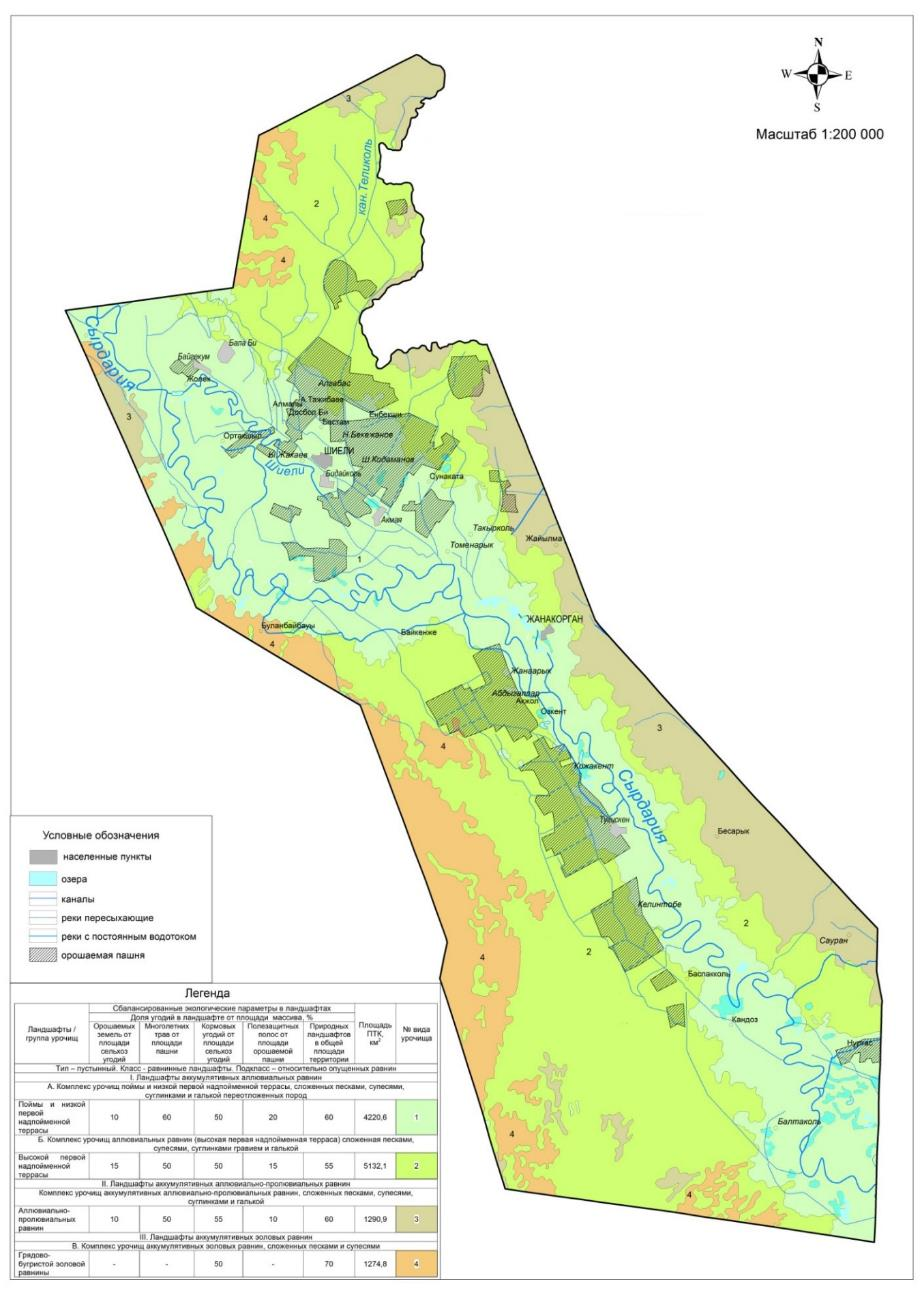 N
W E
S
Масштаб 1:200 000
3
кан.Теликоль
2
4
4
Сырдария
Бала Би
Байгекум
Жолек
3
Алгабас
А.Тажибаев
Алмалы
Досбол Би
Бестам
Енбекши
Н.Бекежанов
Ортакшыл
Ы.Жакаев
ШИЕЛИ
Шиели
Ш.Кодаманов
Бидайколь
Сунаката
Акмая
Такырколь
Жайылма
Томенарык
1
ЖАНАКОРГАН
Буланбайбауы
Байкенже
4
Жанаарык
Абдыгаппар
Акжол
Озкент
3
4
Кожакент
Сырдария
Тугускен
Бесарык
Келинтобе
2
2
Сауран
4
Баспакколь
Кандоз
Нургас
Балтаколь
4
4
Условные обозначения
населенные пункты
озера
каналы
реки пересыхающие
реки с постоянным водотоком
орошаемая пашня
Легенда
Ландшафты / группа урочищ
Сбалансированные экологические параметры в ландшафтах
Доля угодий в ландшафте от площади массива, %
Орошаемых земель от площади сельхоз угодий
Многолетних трав от площади пашни
Кормовых угодий от площади сельхоз угодий
Полезащитных полос от площади орошаемой пашни
Природных ландшафтов в общей площади территории
Площадь ПТК, км²
№ вида урочища
Тип – пустынный. Класс - равнинные ландшафты. Подкласс – относительно опущенных равнин
I. Ландшафты аккумулятивных аллювиальных равнин
А. Комплекс урочищ поймы и низкой первой надпойменной террасы, сложенных песками, супесями,
суглинками и галькой переотложенных пород
Поймы и низкой первой надпойменной террасы 10 60 50 20 60 4220,6 1
Б. Комплекс урочищ аллювиальных равнин (высокая первая надпойменная терраса) сложенная песками,
супесями, суглинками гравием и галькой
Высокой первой надпойменной террасы 15 50 50 15 55 5132,1 2
II. Ландшафты аккумулятивных аллювиально-пролювиальных равнин
Комплекс урочищ аккумулятивных аллювиально-пролювиальных равнин, сложенных песками, супесями,
суглинками и галькой
Аллювиально-пролювиальных равнин 10 50 55 10 60 1290,9 3
III. Ландшафты аккумулятивных эоловых равнин
В. Комплекс урочищ аккумулятивных эоловых равнин, сложенных песками и супесями
Грядово-бугристой эоловой равнины - - 50 - 70 1274,8 4